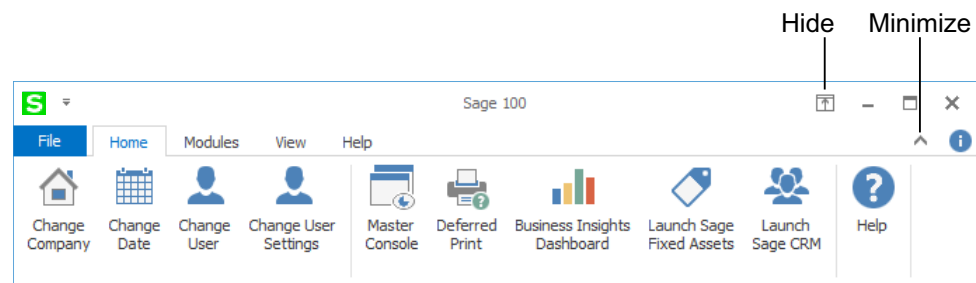 Hide Minimize
S Sage 100
File Home Modules View Help i
Change Change Change Change User Master Deferred Business Insights Launch Sage Launch Help
Company Date User Settings Console Print Dashboard Fixed Assets Sage CRM